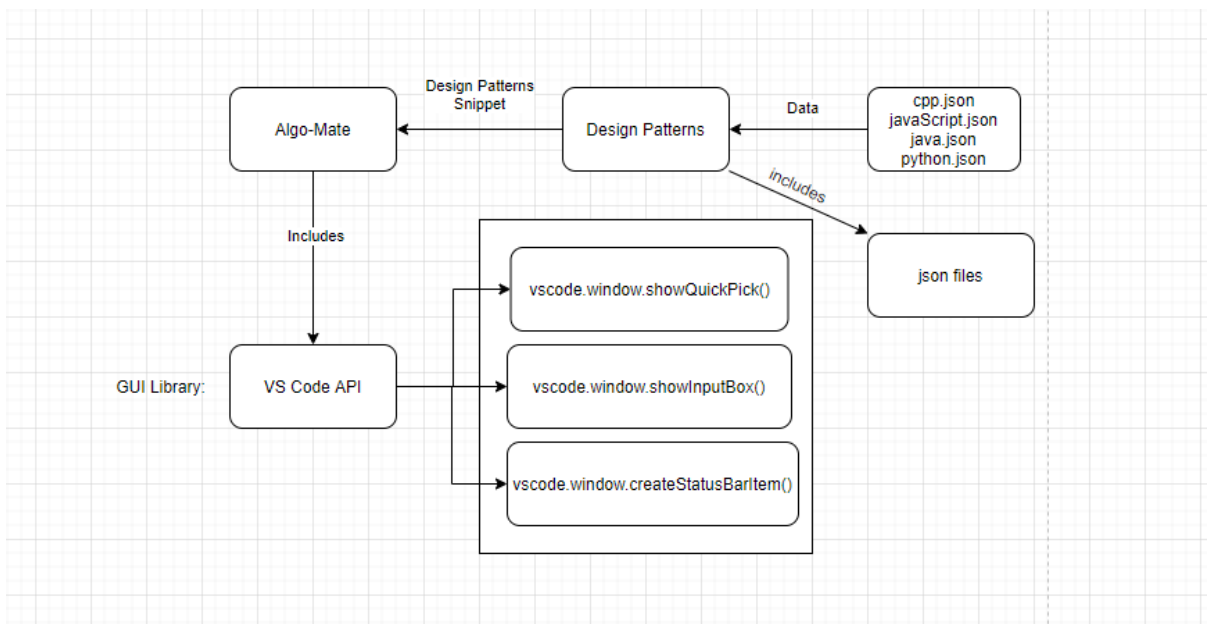 Design Patterns
Snippet
Algo-Mate
Design Patterns
Data
cpp.json
javaScript.json
java.json
python.json
includes
Includes
json files
vscode.window.showQuickPick()
GUI Library:
VS Code API
vscode.window.showInputBox()
vscode.window.createStatusBarItem()